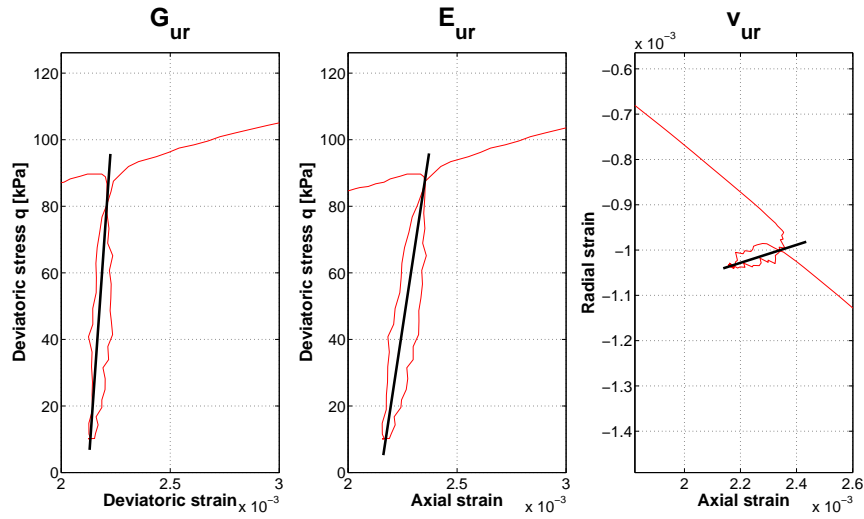 G_ur
120
100
80
60
40
20
0
Deviatoric stress q [kPa]
2 2.5 3
Deviatoric strain x 10^−3
E_ur
120
100
80
60
40
20
0
Deviatoric stress q [kPa]
2 2.5 3
Axial strain x 10^−3
ν_ur
x 10^−3
−0.6
−0.7
−0.8
−0.9
−1
−1.1
−1.2
−1.3
−1.4
Radial strain
2 2.2 2.4 2.6
Axial strain x 10^−3